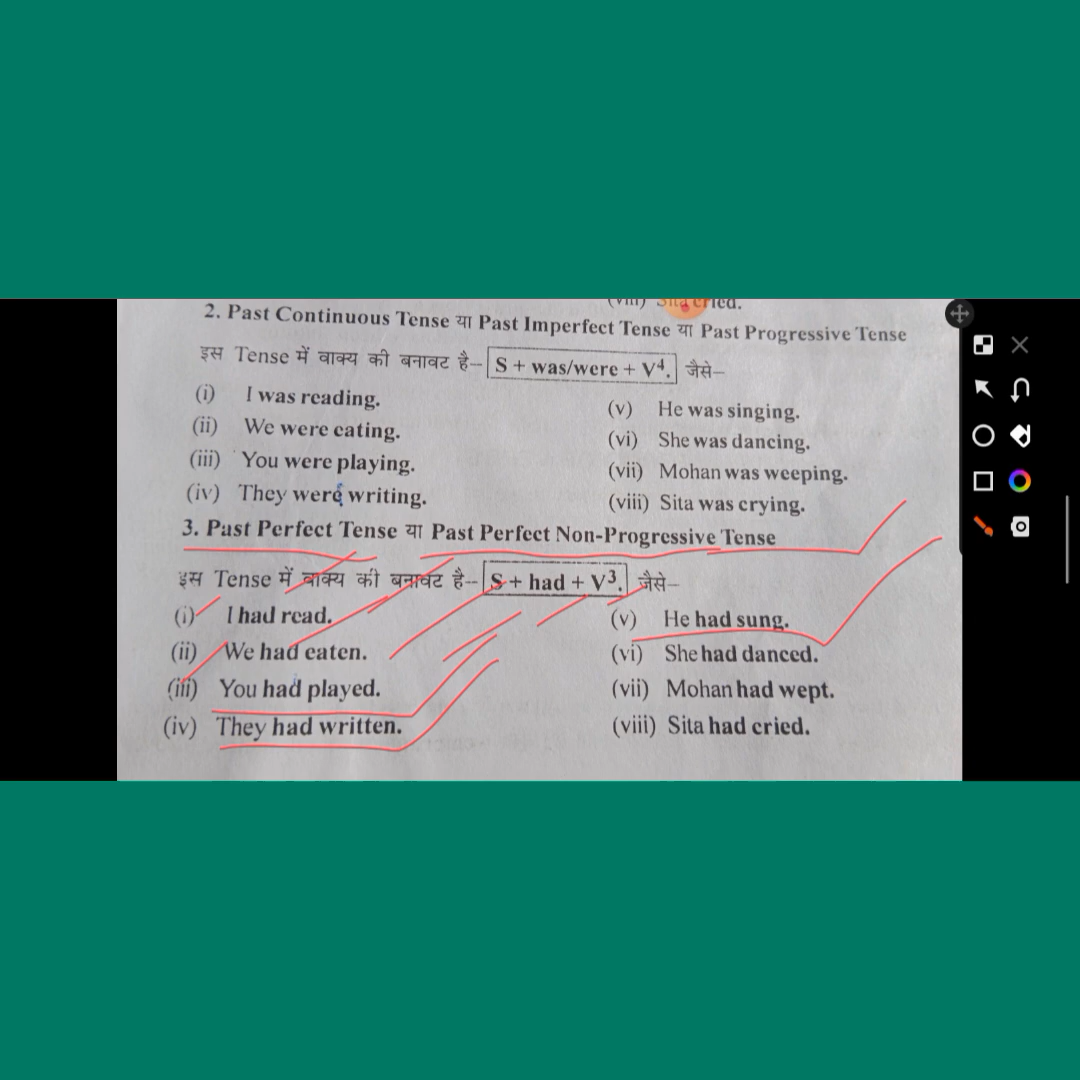 (viii) Sita cried.
2. Past Continuous Tense या Past Imperfect Tense या Past Progressive Tense
इस Tense में वाक्य की बनावट है– S + was/were + V⁴. जैसे–
(i) I was reading. (v) He was singing.
(ii) We were eating. (vi) She was dancing.
(iii) You were playing. (vii) Mohan was weeping.
(iv) They were writing. (viii) Sita was crying.
3. Past Perfect Tense या Past Perfect Non-Progressive Tense
इस Tense में वाक्य की बनावट है– S + had + V³. जैसे–
(i) I had read. (v) He had sung.
(ii) We had eaten. (vi) She had danced.
(iii) You had played. (vii) Mohan had wept.
(iv) They had written. (viii) Sita had cried.